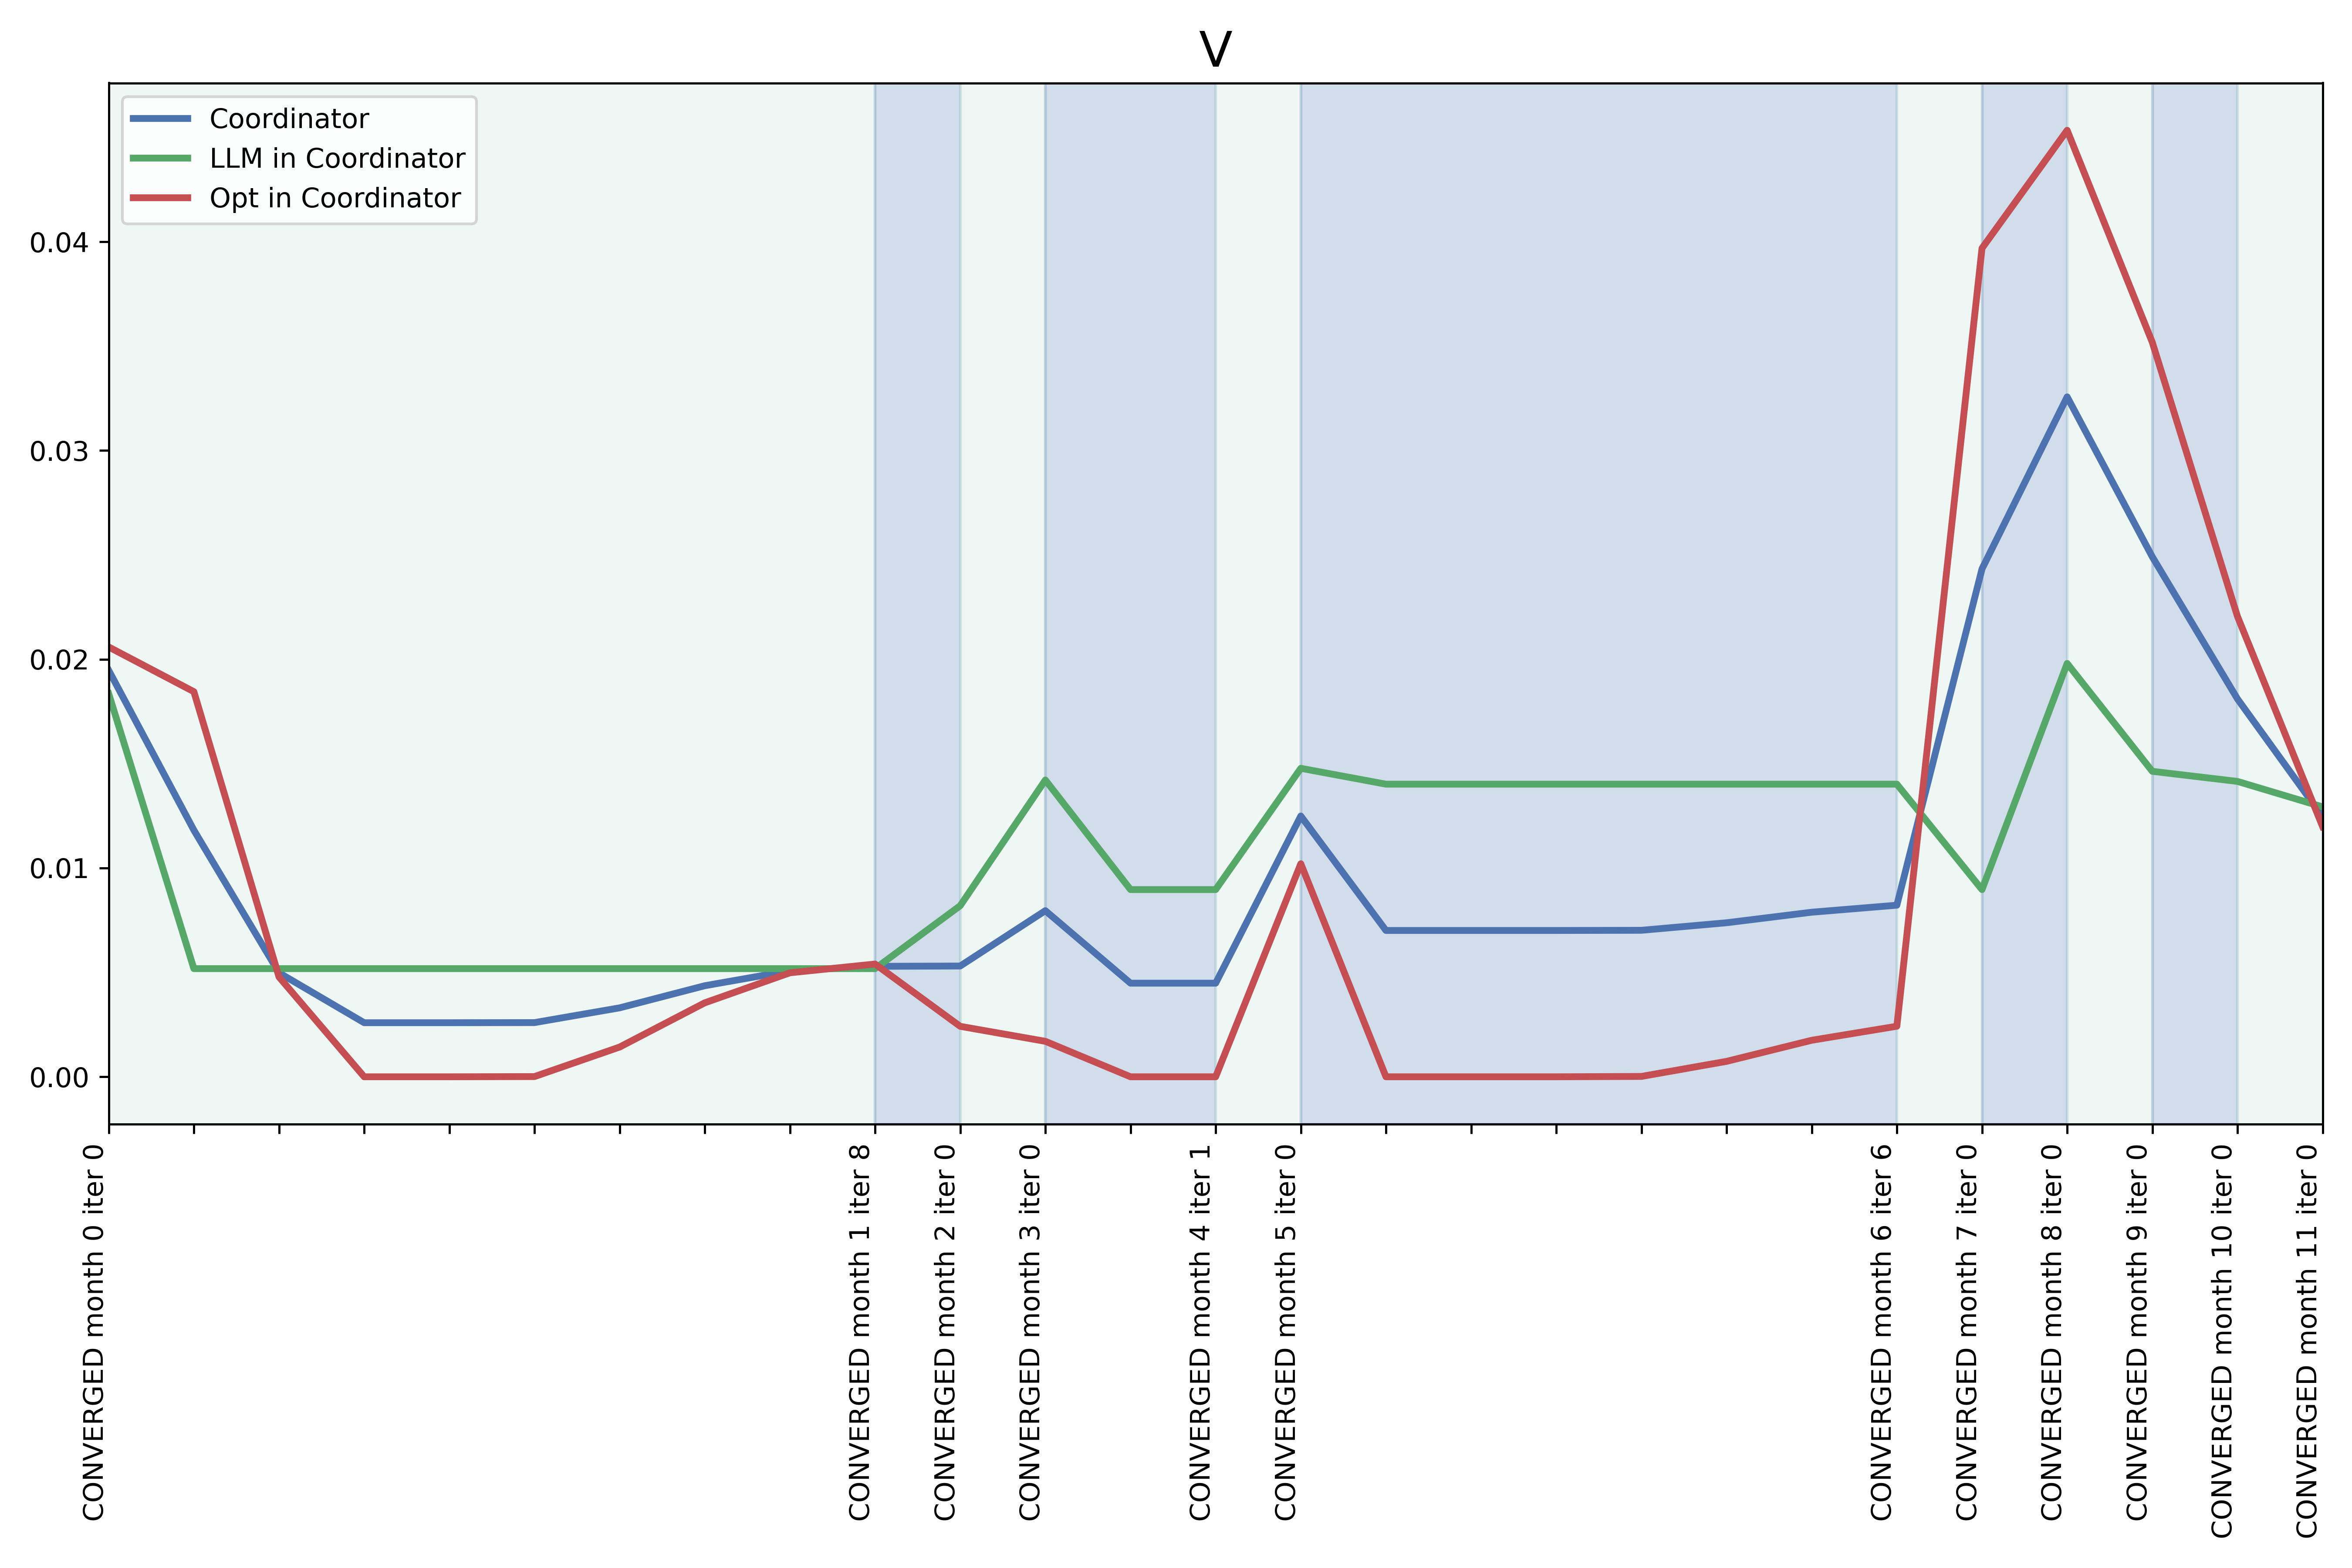 V
Coordinator
LLM in Coordinator
Opt in Coordinator
0.04
0.03
0.02
0.01
0.00
CONVERGED month 0 iter 0
CONVERGED month 1 iter 8
CONVERGED month 2 iter 0
CONVERGED month 3 iter 0
CONVERGED month 4 iter 1
CONVERGED month 5 iter 0
CONVERGED month 6 iter 6
CONVERGED month 7 iter 0
CONVERGED month 8 iter 0
CONVERGED month 9 iter 0
CONVERGED month 10 iter 0
CONVERGED month 11 iter 0